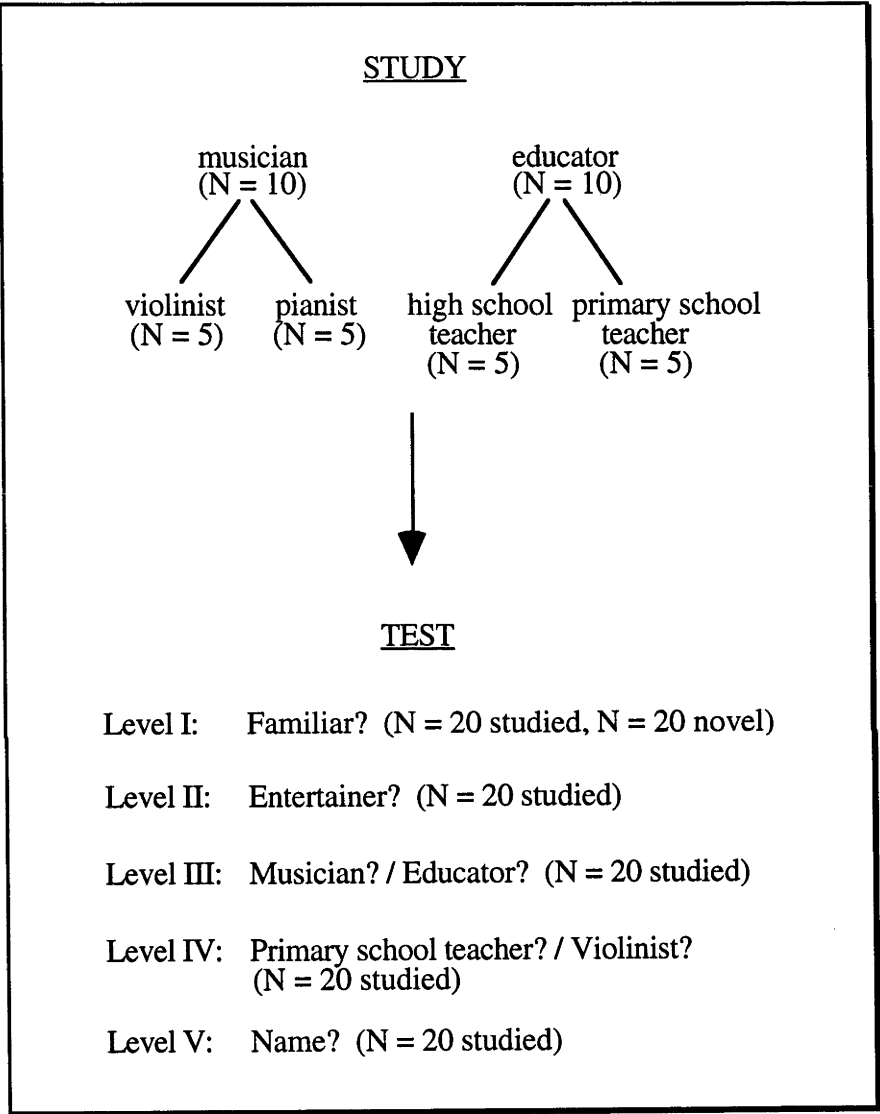 STUDY
musician educator
(N = 10) (N = 10)
violinist pianist high school primary school
(N = 5) (N = 5) teacher teacher
(N = 5) (N = 5)
TEST
Level I: Familiar? (N = 20 studied, N = 20 novel)
Level II: Entertainer? (N = 20 studied)
Level III: Musician? / Educator? (N = 20 studied)
Level IV: Primary school teacher? / Violinist?
(N = 20 studied)
Level V: Name? (N = 20 studied)